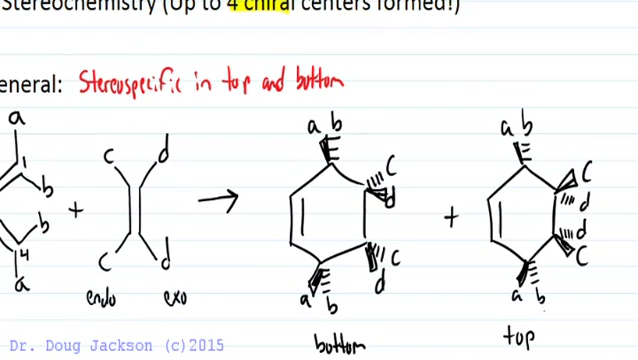 Stereochemistry (Up to 4 chiral centers formed!)
eneral: Stereospecific in top and bottom
a
1
b
b
4
a
+
c d
c d
endo exo
→
a b
c
d
c
d
a b
bottom
+
a b
c
d
d
c
a b
top
Dr. Doug Jackson (c)2015